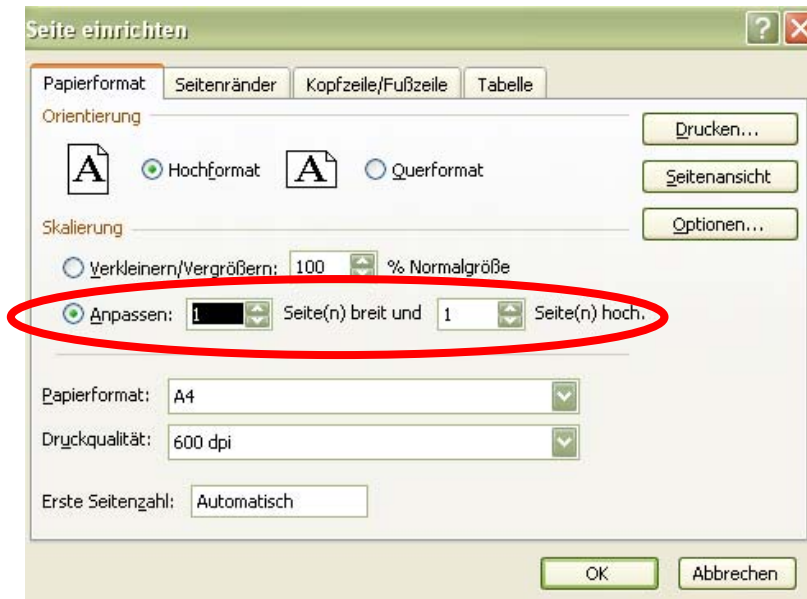 Seite einrichten
Papierformat Seitenränder Kopfzeile/Fußzeile Tabelle
Orientierung
Drucken...
A Hochformat A Querformat
Seitenansicht
Skalierung
Optionen...
Verkleinern/Vergrößern: 100 % Normalgröße
Anpassen: 1 Seite(n) breit und 1 Seite(n) hoch.
Papierformat: A4
Druckqualität: 600 dpi
Erste Seitenzahl: Automatisch
OK Abbrechen